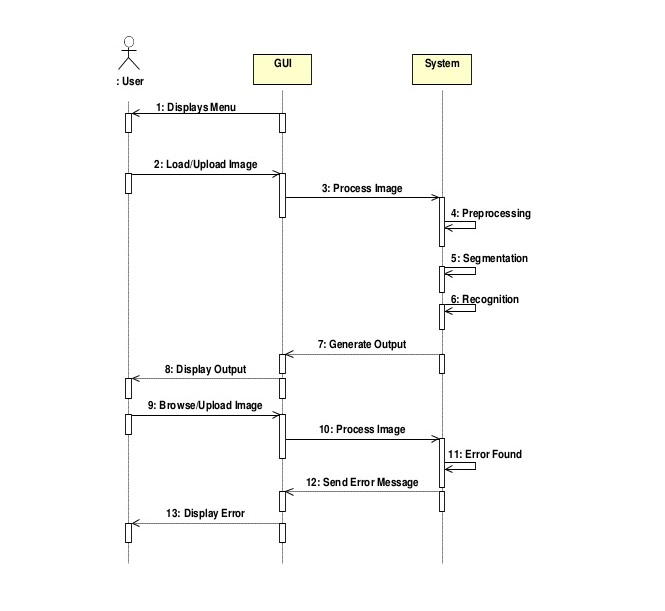 GUI
System
: User
1: Displays Menu
2: Load/Upload Image
3: Process Image
4: Preprocessing
5: Segmentation
6: Recognition
7: Generate Output
8: Display Output
9: Browse/Upload Image
10: Process Image
11: Error Found
12: Send Error Message
13: Display Error